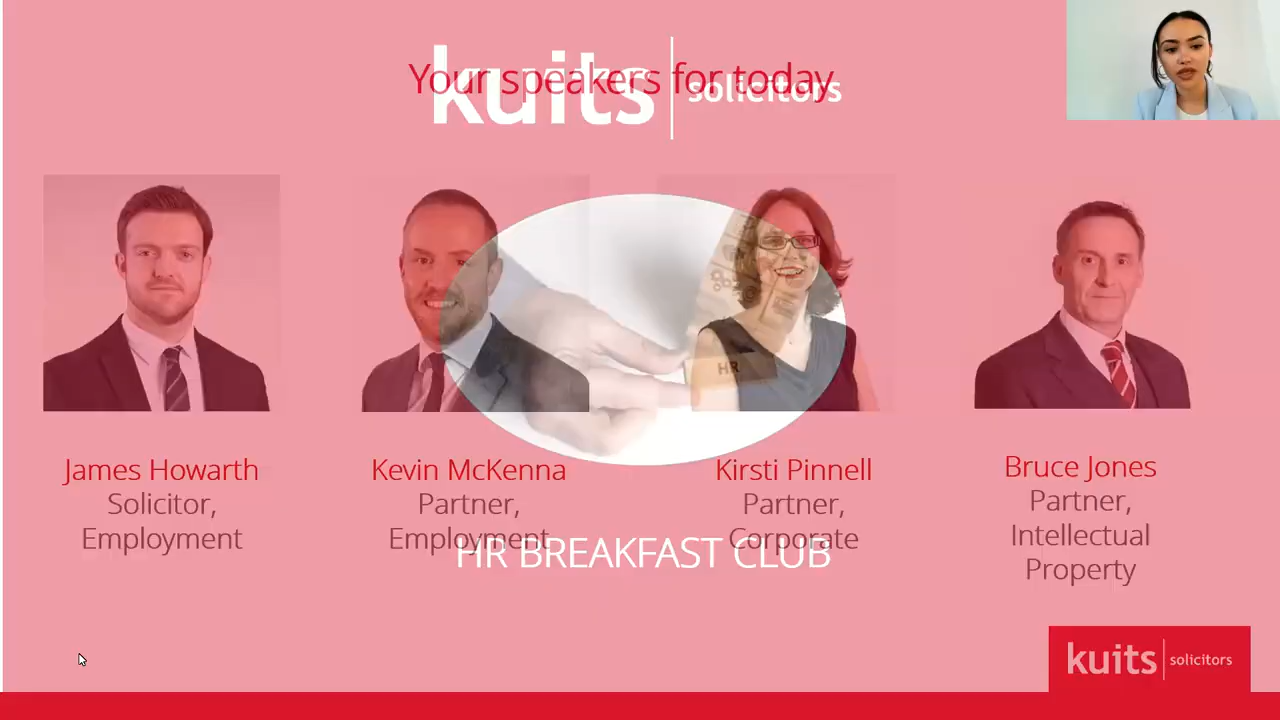 Your speakers for today
kuits solicitors
HR
James Howarth
Solicitor,
Employment
Kevin McKenna
Partner,
Employment
Kirsti Pinnell
Partner,
Corporate
Bruce Jones
Partner,
Intellectual
Property
HR BREAKFAST CLUB
kuits solicitors